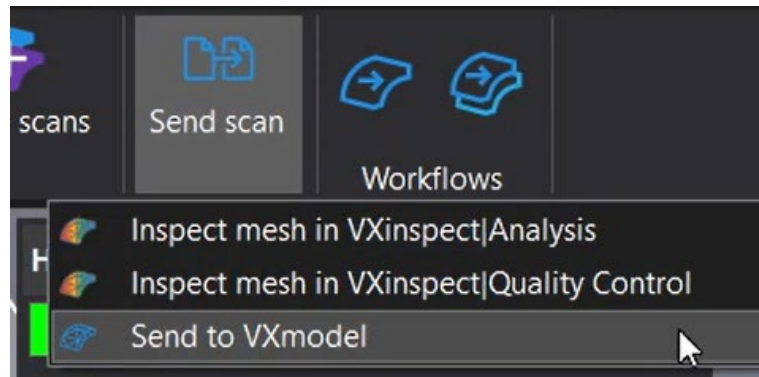 scans
Send scan
Workflows
Inspect mesh in VXinspect|Analysis
H
Inspect mesh in VXinspect|Quality Control
Send to VXmodel